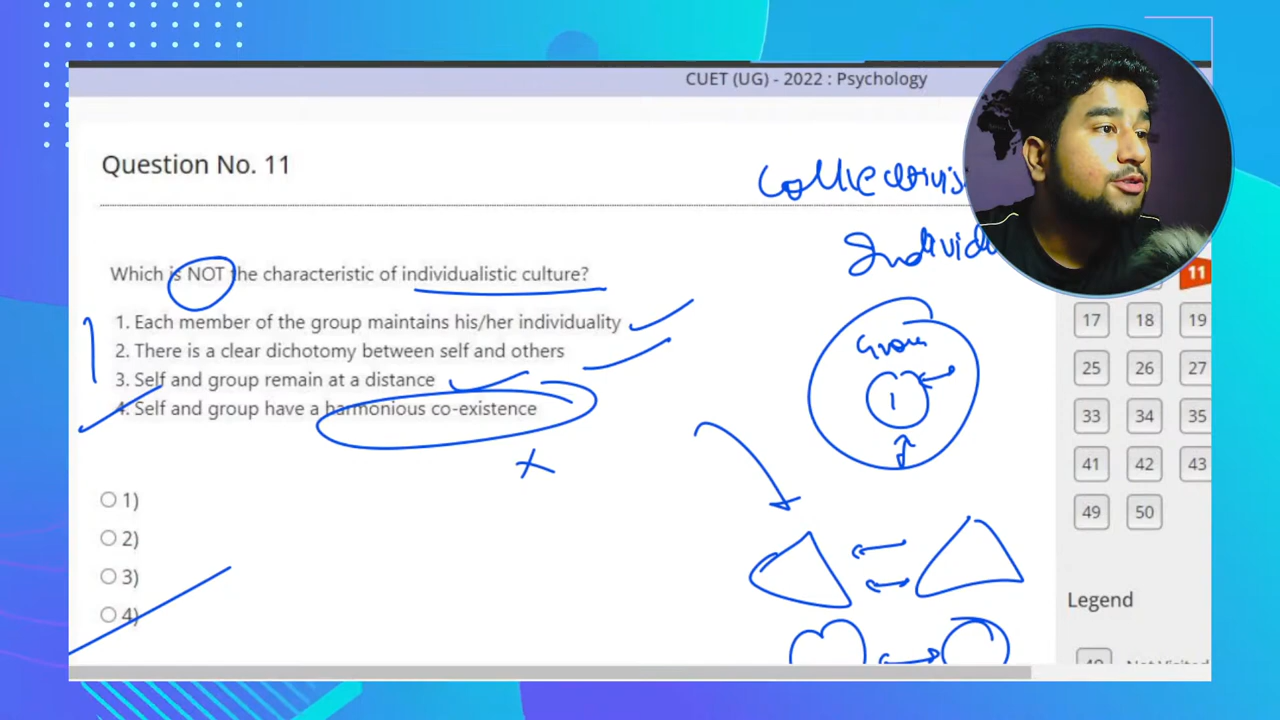 CUET (UG) - 2022 : Psychology
Question No. 11
Which is NOT the characteristic of individualistic culture?
1. Each member of the group maintains his/her individuality
2. There is a clear dichotomy between self and others
3. Self and group remain at a distance
4. Self and group have a harmonious co-existence
1)
2)
3)
4)
Group
11
17 18 19
25 26 27
33 34 35
41 42 43
49 50
Legend